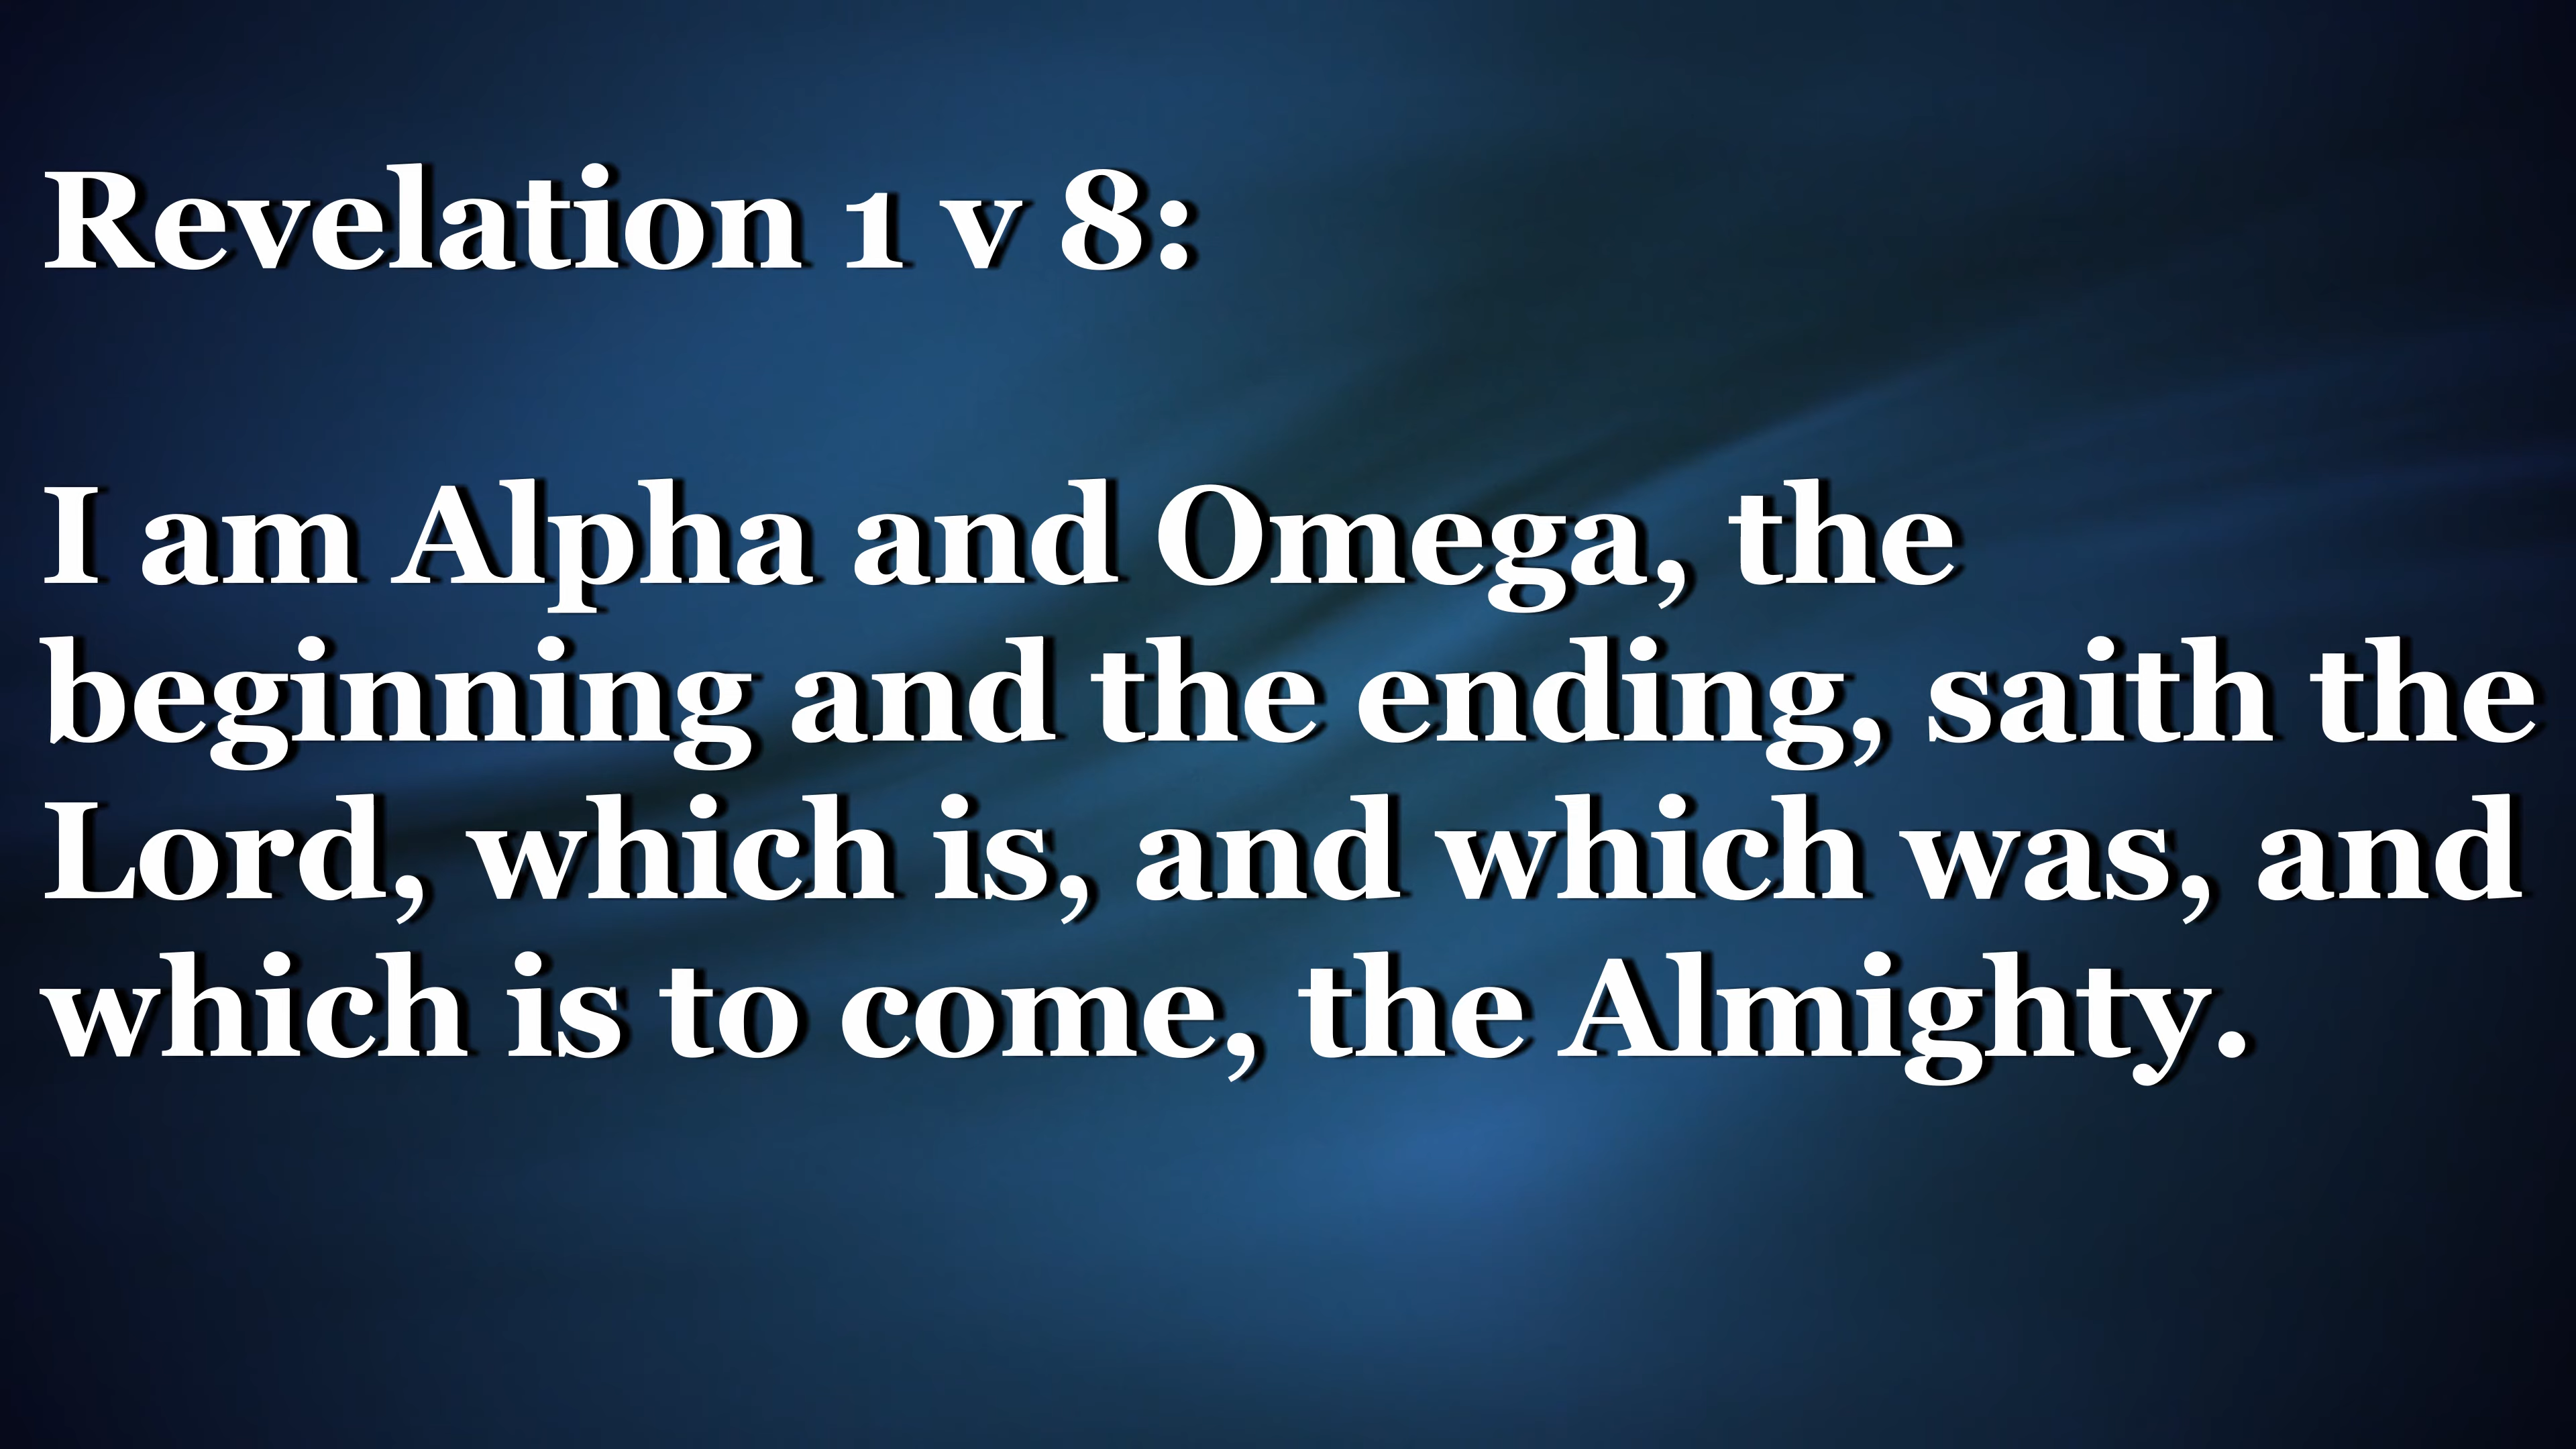 Revelation 1 v 8:
I am Alpha and Omega, the
beginning and the ending, saith the
Lord, which is, and which was, and
which is to come, the Almighty.